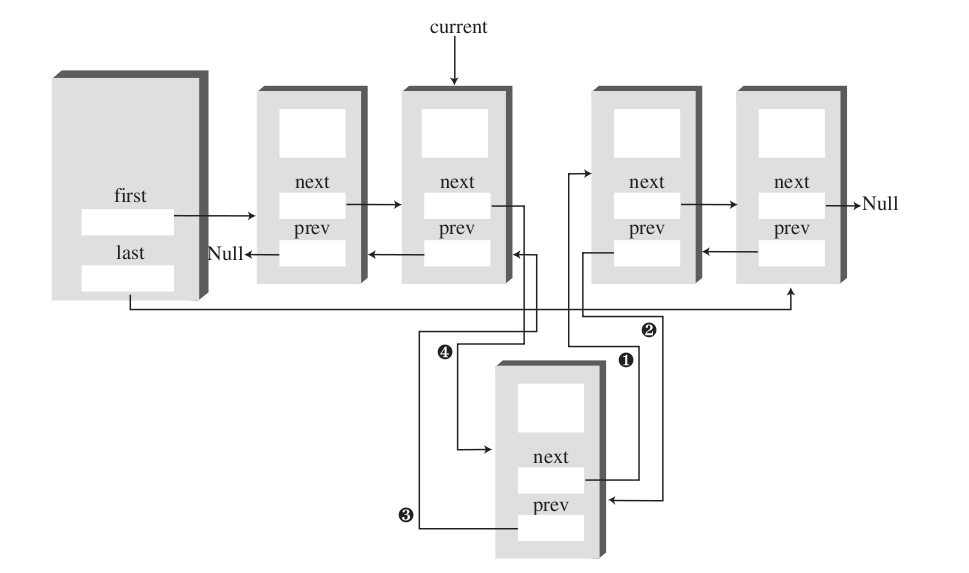 current
first
last
next
prev
Null
next
prev
next
prev
next
prev
Null
❹
❷
❶
❸
next
prev